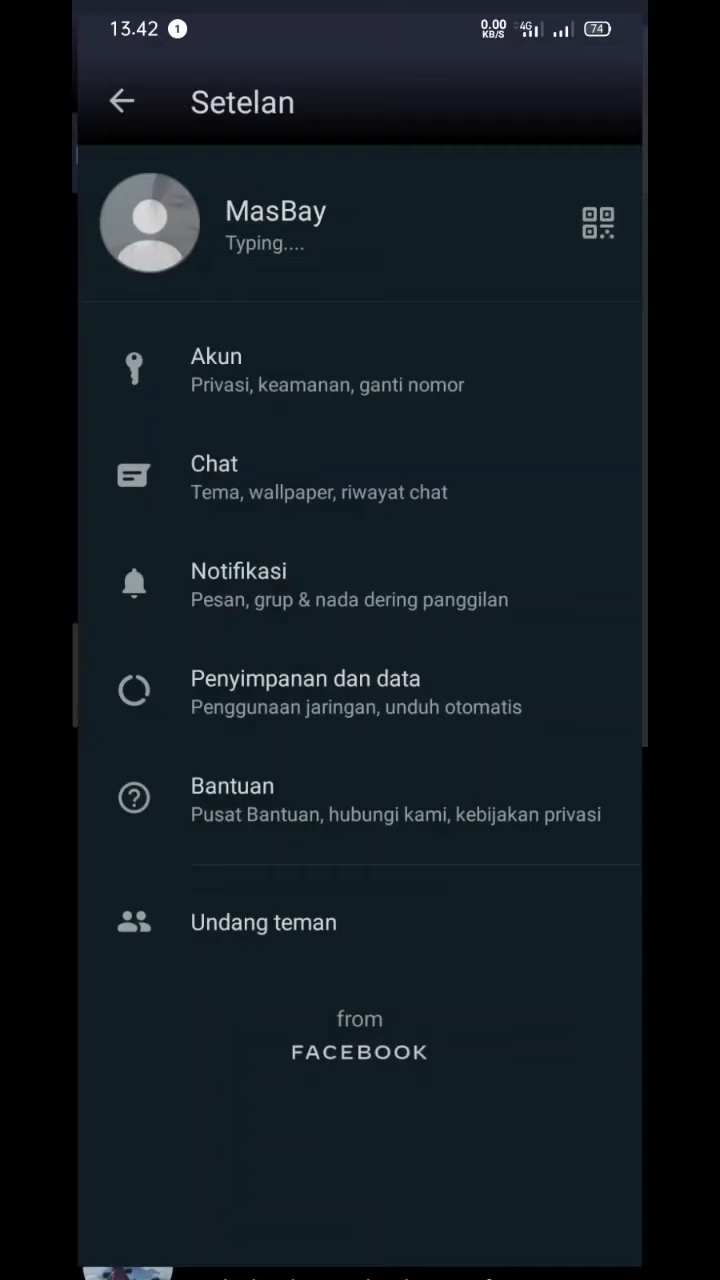 13.42 1 0.00 KB/S 4G 74
Setelan
MasBay
Typing....
Akun
Privasi, keamanan, ganti nomor
Chat
Tema, wallpaper, riwayat chat
Notifikasi
Pesan, grup & nada dering panggilan
Penyimpanan dan data
Penggunaan jaringan, unduh otomatis
Bantuan
Pusat Bantuan, hubungi kami, kebijakan privasi
Undang teman
from
FACEBOOK